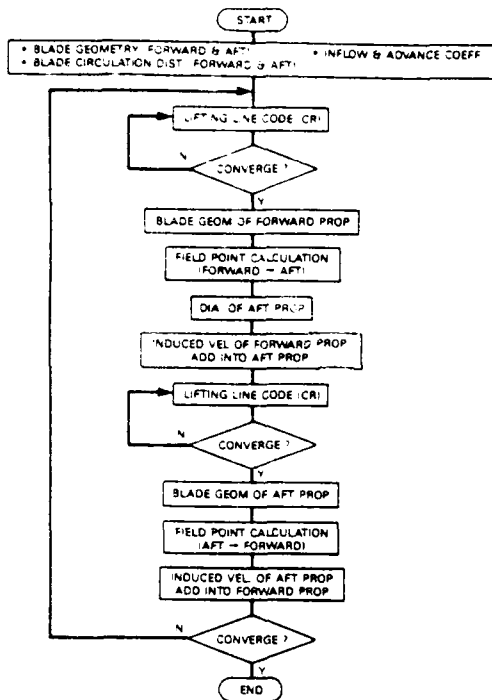 START
• BLADE GEOMETRY (FORWARD & AFT) • INFLOW & ADVANCE COEFF
• BLADE CIRCULATION DIST (FORWARD & AFT)
LIFTING LINE CODE (CR)
N
CONVERGE ?
Y
BLADE GEOM OF FORWARD PROP
FIELD POINT CALCULATION
(FORWARD – AFT)
DIA. OF AFT PROP
INDUCED VEL OF FORWARD PROP
ADD INTO AFT PROP
LIFTING LINE CODE (CR)
N
CONVERGE ?
Y
BLADE GEOM OF AFT PROP
FIELD POINT CALCULATION
(AFT – FORWARD)
INDUCED VEL. OF AFT PROP
ADD INTO FORWARD PROP
N
CONVERGE ?
Y
END